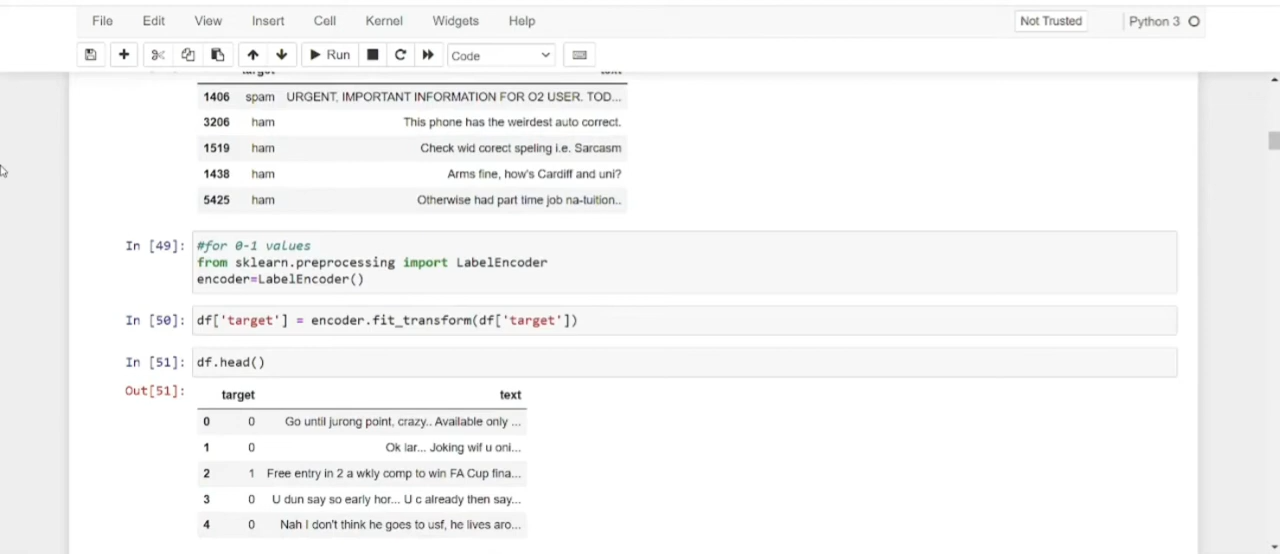 File Edit View Insert Cell Kernel Widgets Help Not Trusted Python 3
Run Code
target text
1406 spam URGENT, IMPORTANT INFORMATION FOR O2 USER. TOD...
3206 ham This phone has the weirdest auto correct.
1519 ham Check wid corect speling i.e. Sarcasm
1438 ham Arms fine, how's Cardiff and uni?
5425 ham Otherwise had part time job na-tuition..
In [49]: #for 0-1 values
from sklearn.preprocessing import LabelEncoder
encoder=LabelEncoder()
In [50]: df['target'] = encoder.fit_transform(df['target'])
In [51]: df.head()
Out[51]:
target text
0 0 Go until jurong point, crazy.. Available only ...
1 0 Ok lar... Joking wif u oni...
2 1 Free entry in 2 a wkly comp to win FA Cup fina...
3 0 U dun say so early hor... U c already then say...
4 0 Nah I don't think he goes to usf, he lives aro...